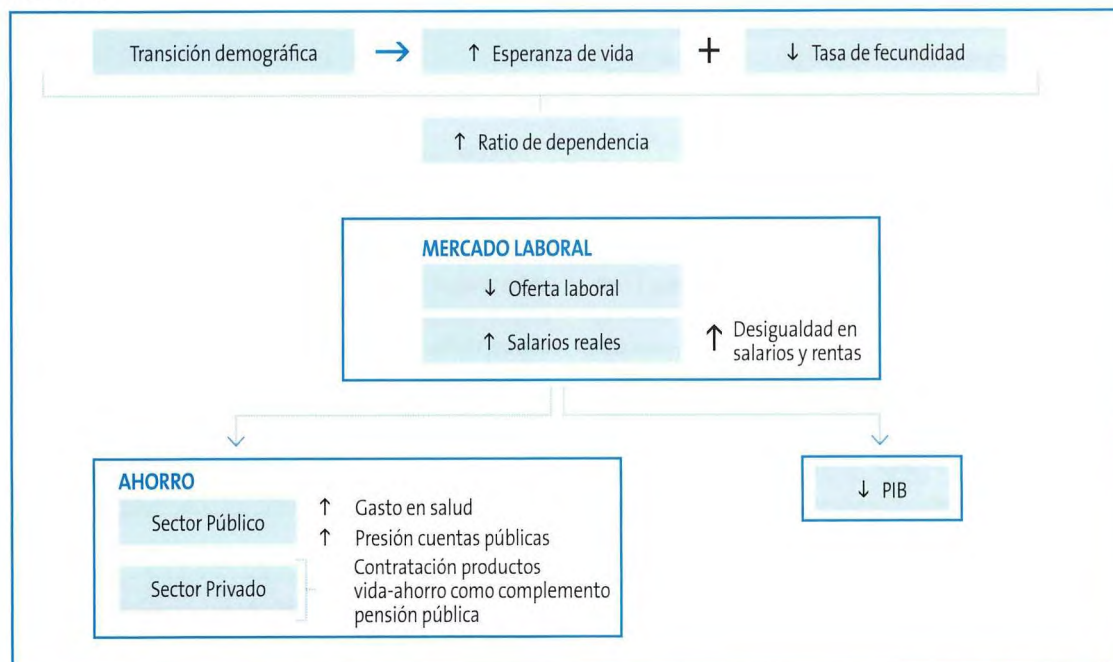 Transición demográfica → ↑ Esperanza de vida + ↓ Tasa de fecundidad
↑ Ratio de dependencia
MERCADO LABORAL
↓ Oferta laboral
↑ Salarios reales
↑ Desigualdad en
salarios y rentas
AHORRO
Sector Público
↑ Gasto en salud
↑ Presión cuentas públicas
Sector Privado
Contratación productos
vida-ahorro como complemento
pensión pública
↓ PIB